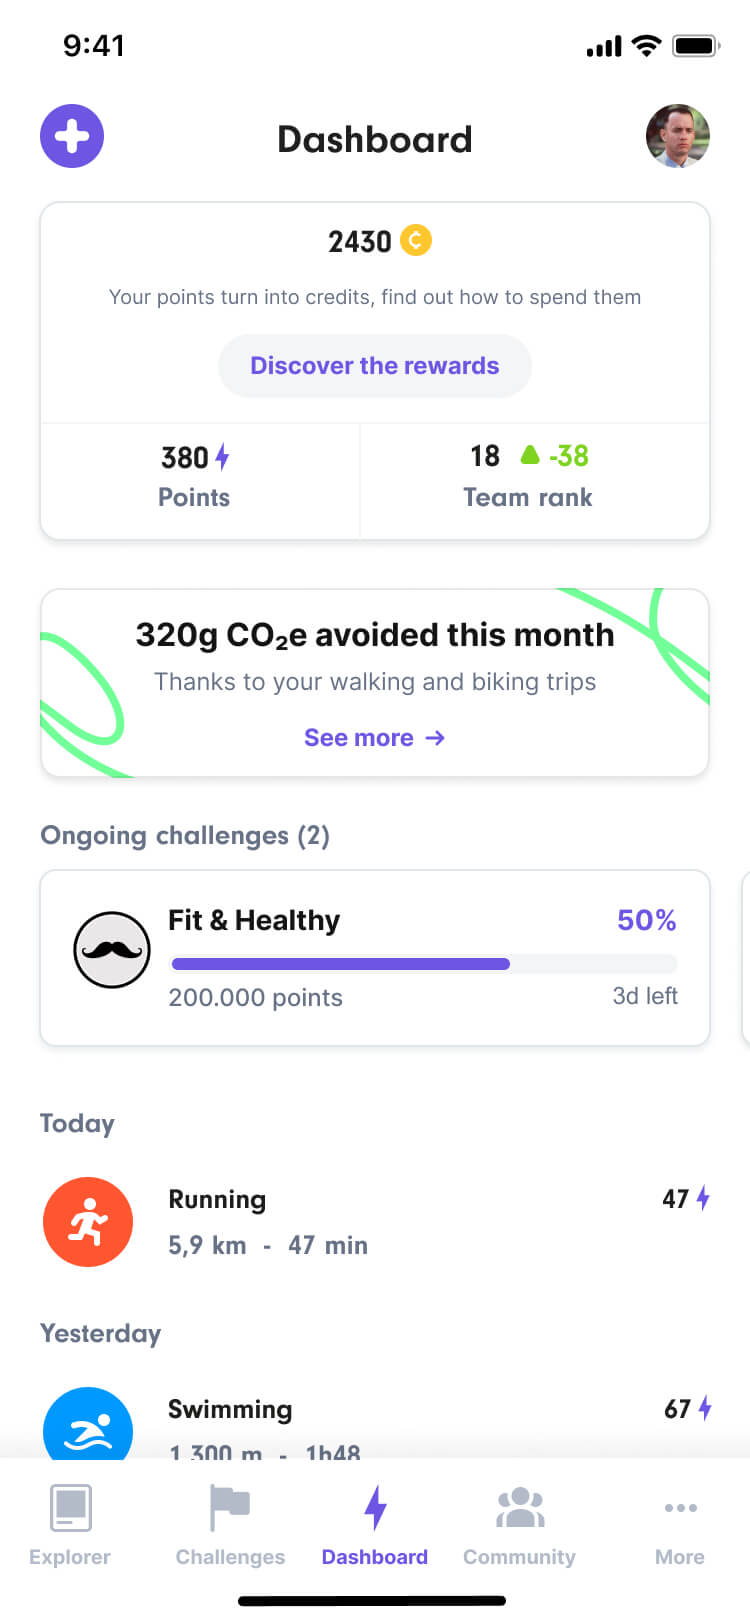 9:41
Dashboard
2430
Your points turn into credits, find out how to spend them
Discover the rewards
380
18 -38
Points
Team rank
320g CO₂e avoided this month
Thanks to your walking and biking trips
See more →
Ongoing challenges (2)
Fit & Healthy
50%
200.000 points
3d left
Today
Running
47
5,9 km - 47 min
Yesterday
Swimming
67
1 300 m - 1h48
Explorer
Challenges
Dashboard
Community
More